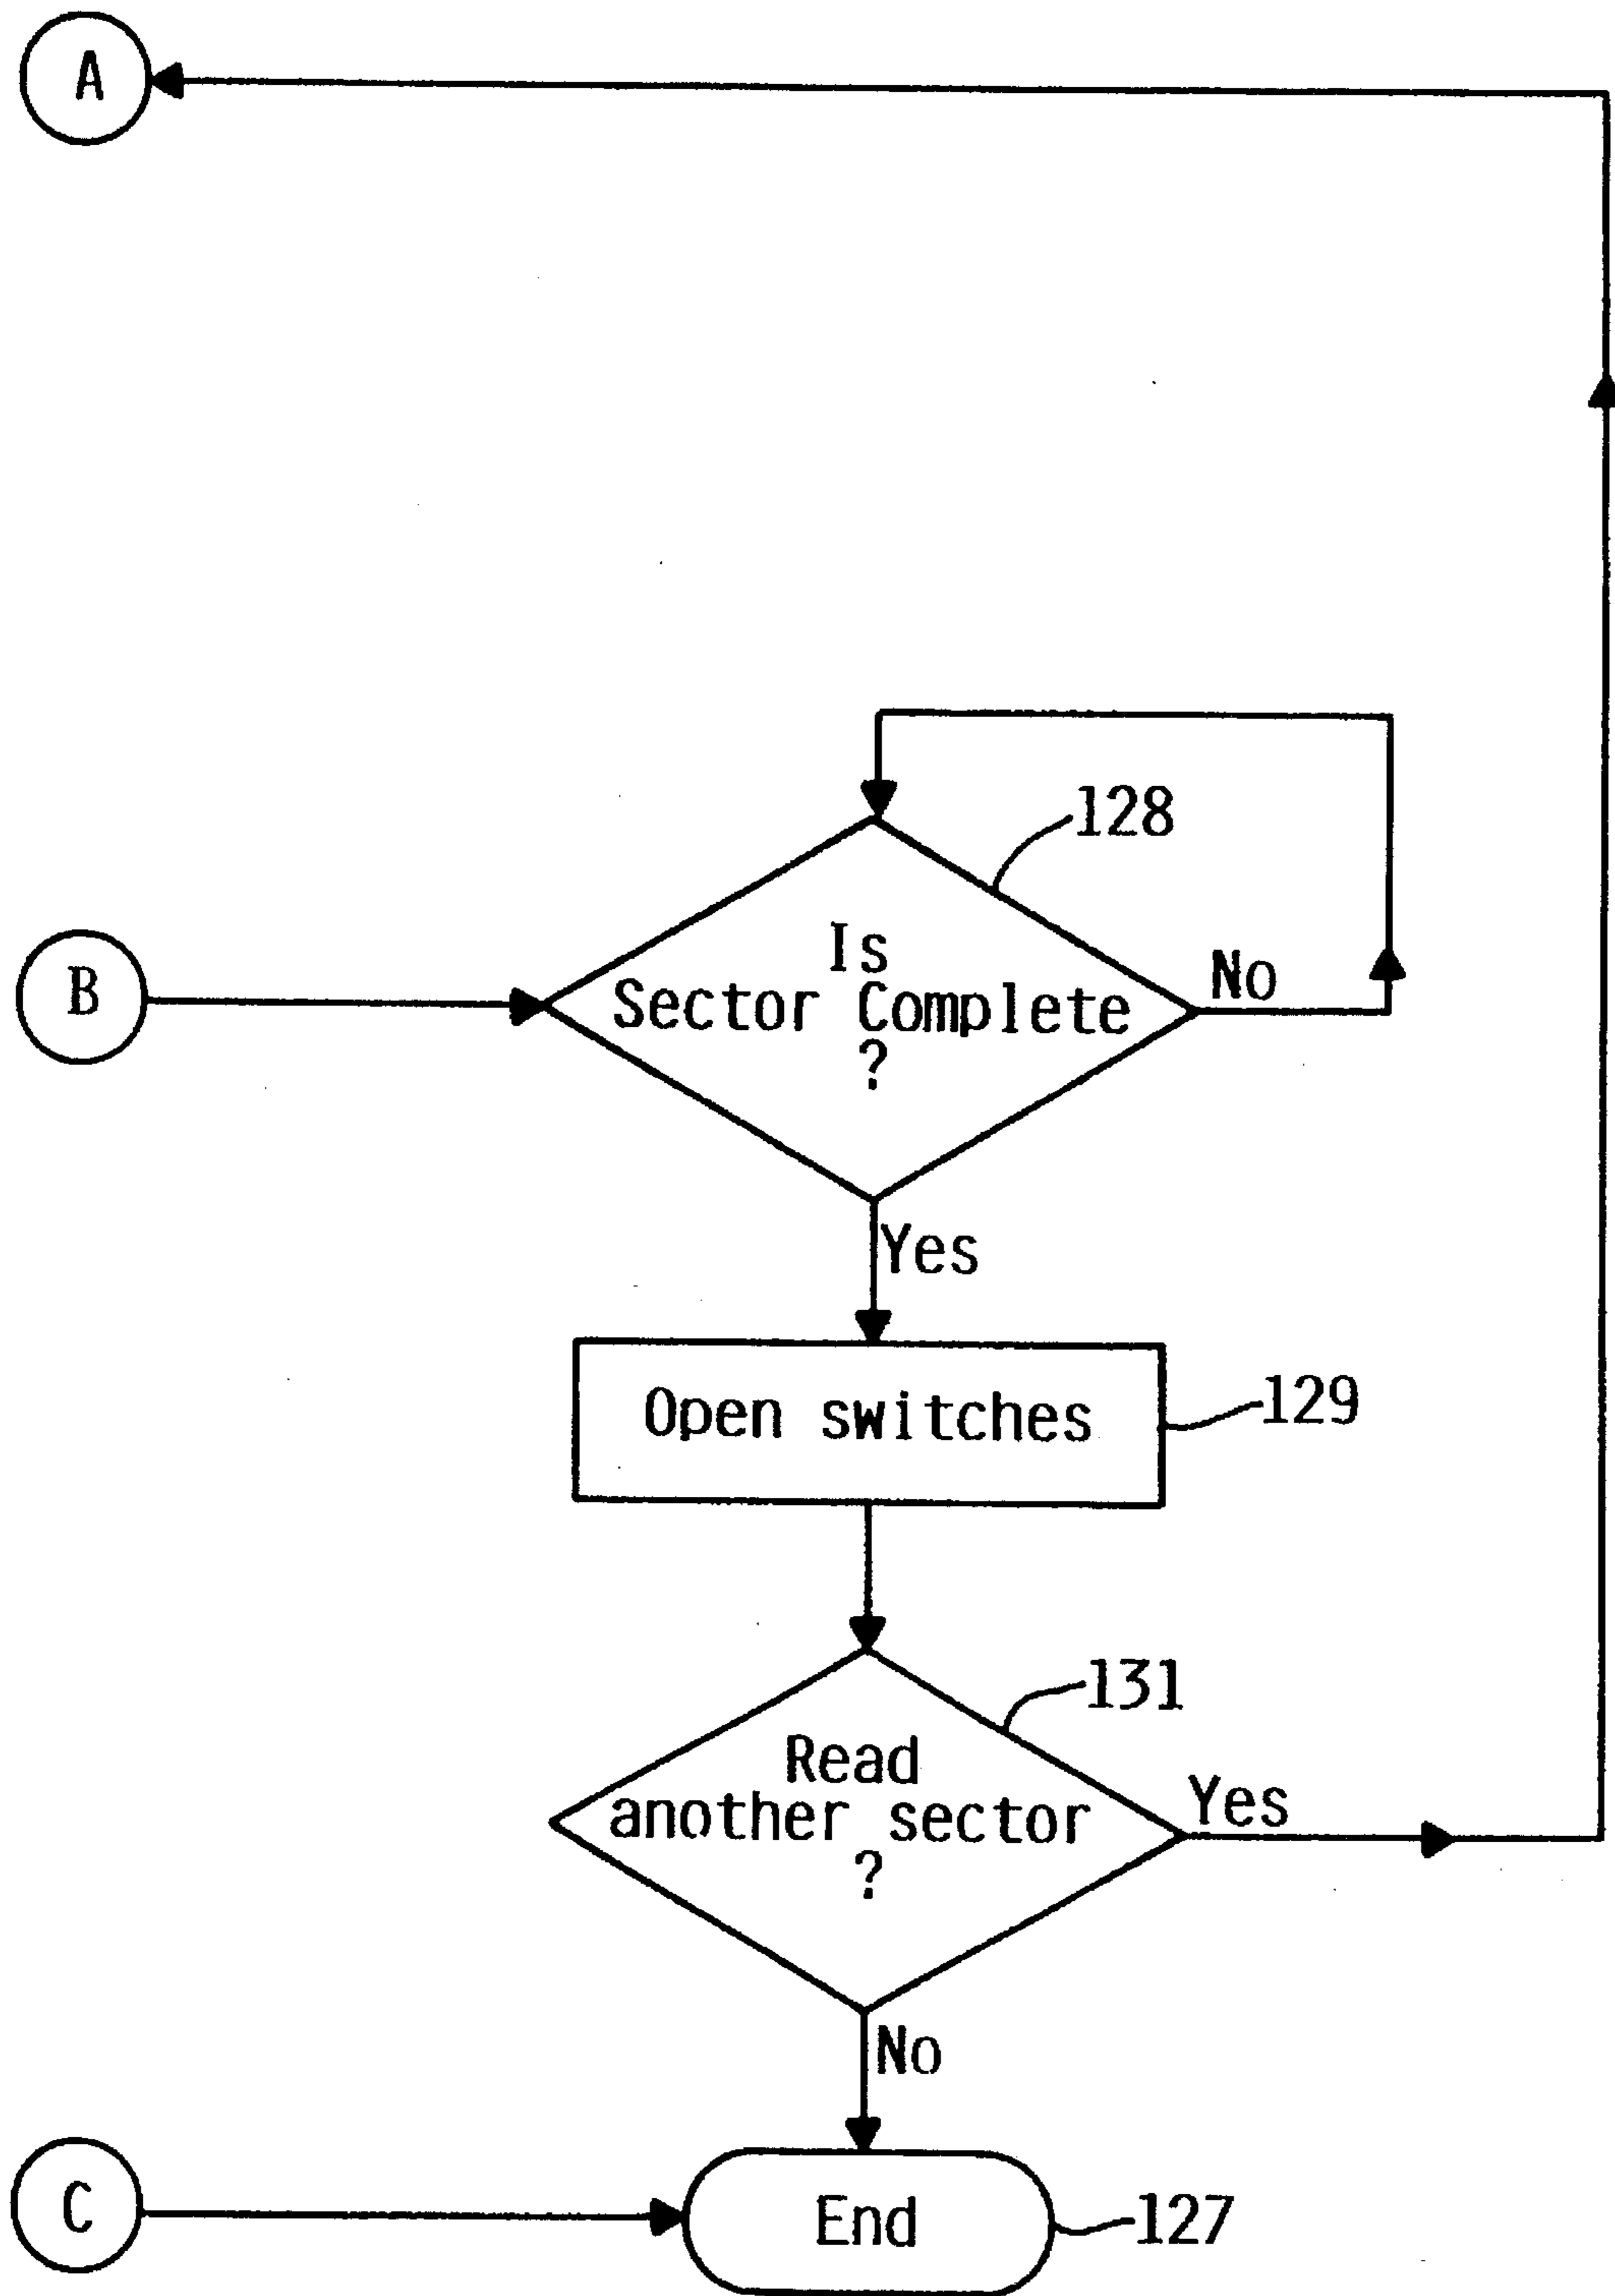 A
128
B
Is
Sector Complete
?
No
Yes
Open switches
129
131
Read
another sector
?
Yes
No
C
End
127